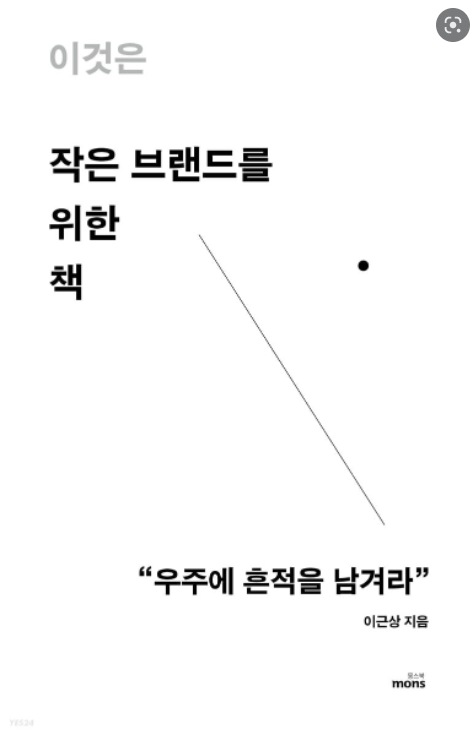 이것은
작은 브랜드를
위한
책
“우주에 흔적을 남겨라”
이근상 지음
몽스북
mons
YES24